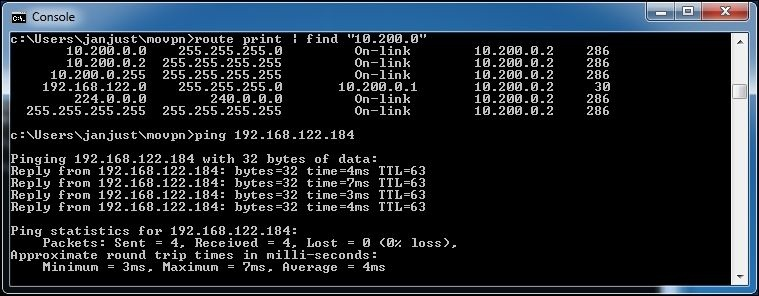 Console
c:\Users\janjust\movpn>route print | find "10.200.0"
10.200.0.0 255.255.255.0 On-link 10.200.0.2 286
10.200.0.2 255.255.255.255 On-link 10.200.0.2 286
10.200.0.255 255.255.255.255 On-link 10.200.0.2 286
192.168.122.0 255.255.255.0 10.200.0.1 10.200.0.2 30
224.0.0.0 240.0.0.0 On-link 10.200.0.2 286
255.255.255.255 255.255.255.255 On-link 10.200.0.2 286
c:\Users\janjust\movpn>ping 192.168.122.184
Pinging 192.168.122.184 with 32 bytes of data:
Reply from 192.168.122.184: bytes=32 time=4ms TTL=63
Reply from 192.168.122.184: bytes=32 time=7ms TTL=63
Reply from 192.168.122.184: bytes=32 time=3ms TTL=63
Reply from 192.168.122.184: bytes=32 time=4ms TTL=63
Ping statistics for 192.168.122.184:
Packets: Sent = 4, Received = 4, Lost = 0 (0% loss),
Approximate round trip times in milli-seconds:
Minimum = 3ms, Maximum = 7ms, Average = 4ms